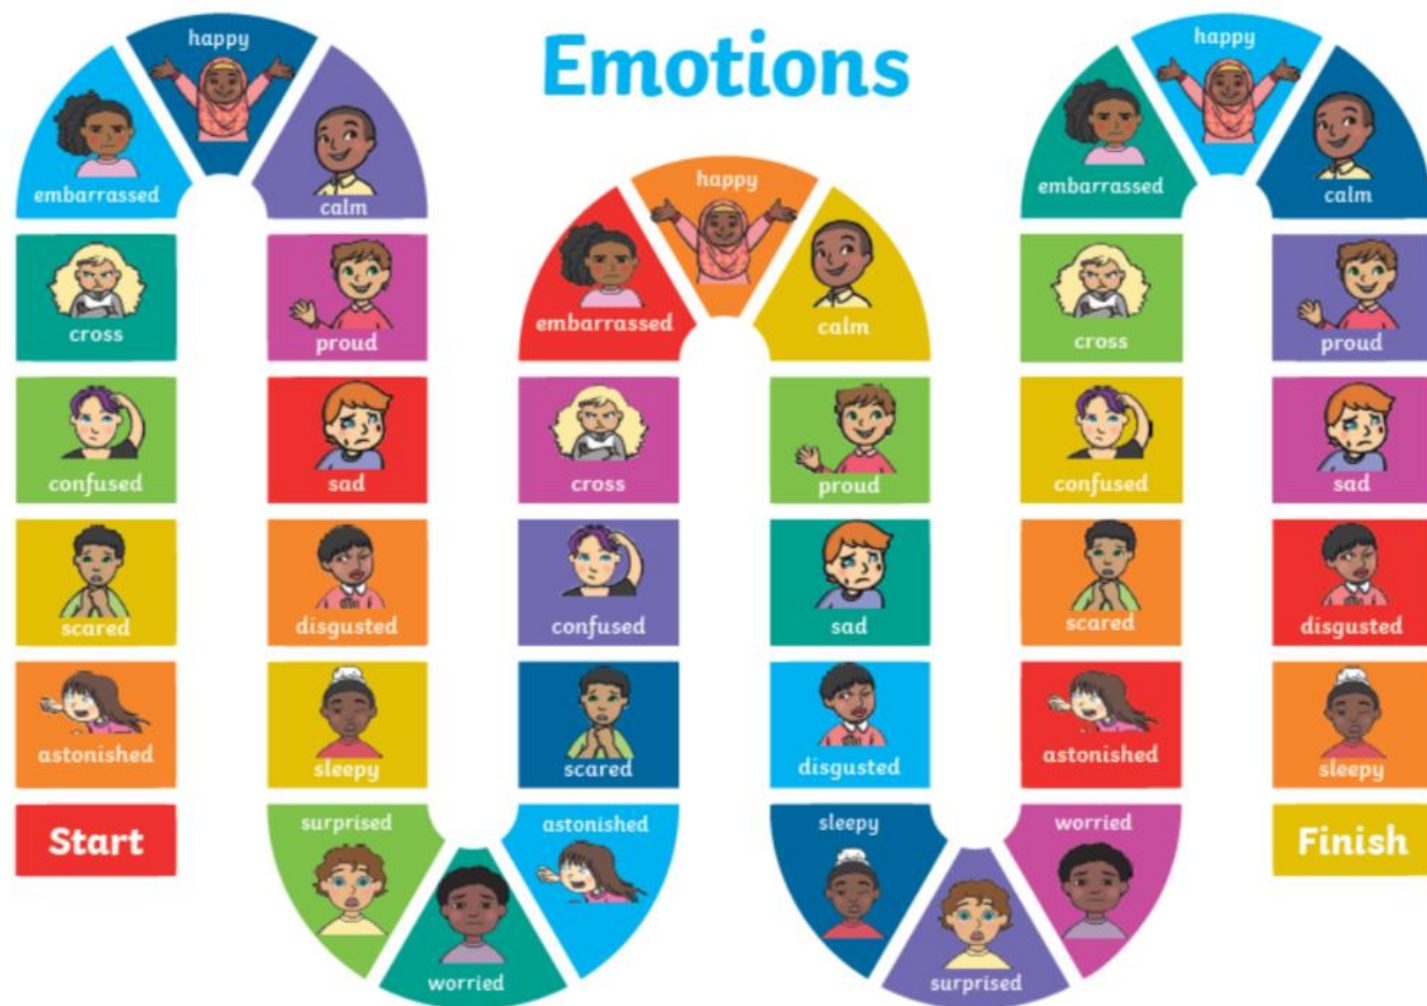 Emotions
Start
astonished
scared
confused
cross
embarrassed
happy
calm
proud
sad
disgusted
sleepy
surprised
worried
astonished
scared
confused
cross
embarrassed
happy
calm
proud
sad
disgusted
sleepy
surprised
worried
astonished
scared
confused
cross
embarrassed
happy
calm
proud
sad
disgusted
sleepy
Finish